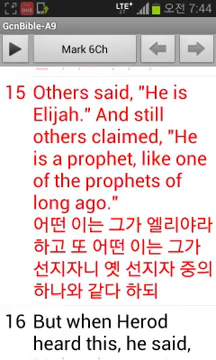 LTE 오전 7:44
GcnBible-A9
Mark 6Ch
15 Others said, "He is
Elijah." And still
others claimed, "He
is a prophet, like one
of the prophets of
long ago."
어떤 이는 그가 엘리야라
하고 또 어떤 이는 그가
선지자니 옛 선지자 중의
하나와 같다 하되
16 But when Herod
heard this, he said,